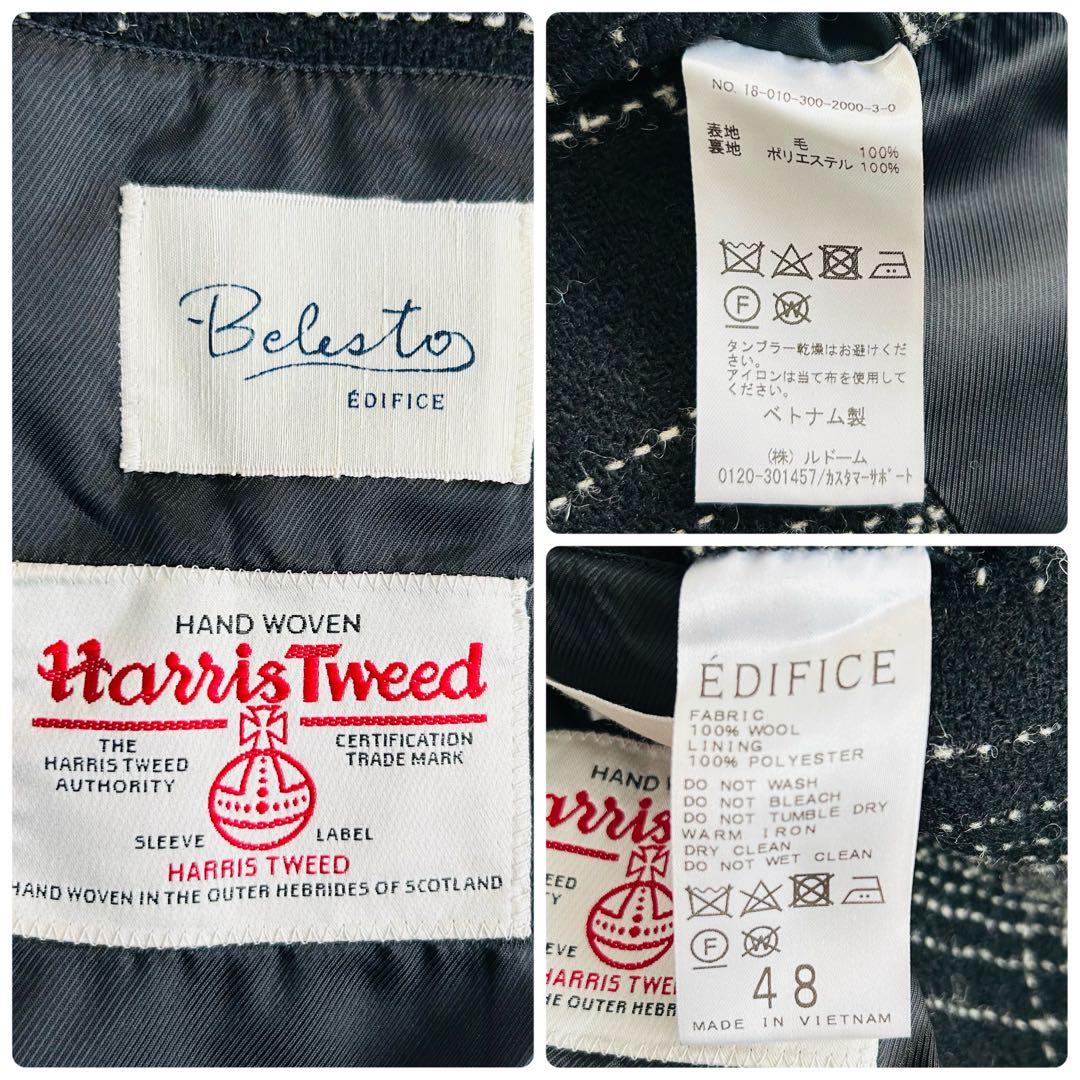 Belesto
ÉDIFICE
HAND WOVEN
Harris Tweed
THE
HARRIS TWEED
AUTHORITY
CERTIFICATION
TRADE MARK
SLEEVE LABEL
HARRIS TWEED
HAND WOVEN IN THE OUTER HEBRIDES OF SCOTLAND
NO. 18-010-300-2000-3-0
表地 毛 100%
裏地 ポリエステル 100%
F W
タンブラー乾燥はお避けくだ
さい。
アイロンは当て布を使用して
ください。
ベトナム製
(株) ルドーム
0120-301457/カスタマーサポート
ÉDIFICE
FABRIC
100% WOOL
LINING
100% POLYESTER
DO NOT WASH
DO NOT BLEACH
DO NOT TUMBLE DRY
WARM IRON
DRY CLEAN
DO NOT WET CLEAN
F W
48
MADE IN VIETNAM
HAND W
arris
EED
TY
EVE
HARRIS TWE
THE OUTER HEBR